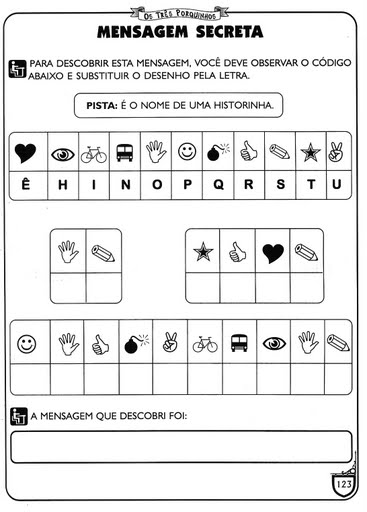 OS TRÊS PORQUINHOS
MENSAGEM SECRETA
PARA DESCOBRIR ESTA MENSAGEM, VOCÊ DEVE OBSERVAR O CÓDIGO
ABAIXO E SUBSTITUIR O DESENHO PELA LETRA.
PISTA: É O NOME DE UMA HISTORINHA.
Ê H I N O P Q R S T U
A MENSAGEM QUE DESCOBRI FOI:
123